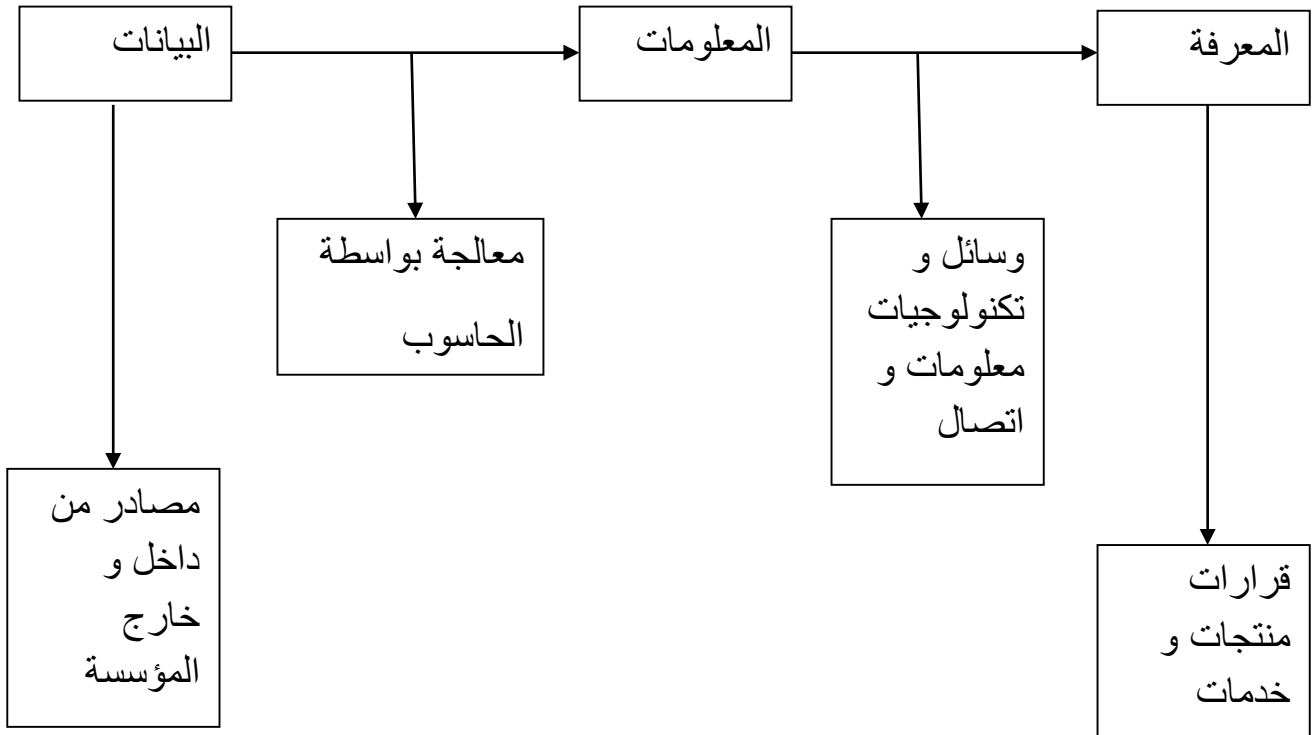 البيانات
المعلومات
المعرفة
معالجة بواسطة
الحاسوب
وسائل و
تكنولوجيات
معلومات و
اتصال
مصادر من
داخل و
خارج
المؤسسة
قرارات
منتجات و
خدمات